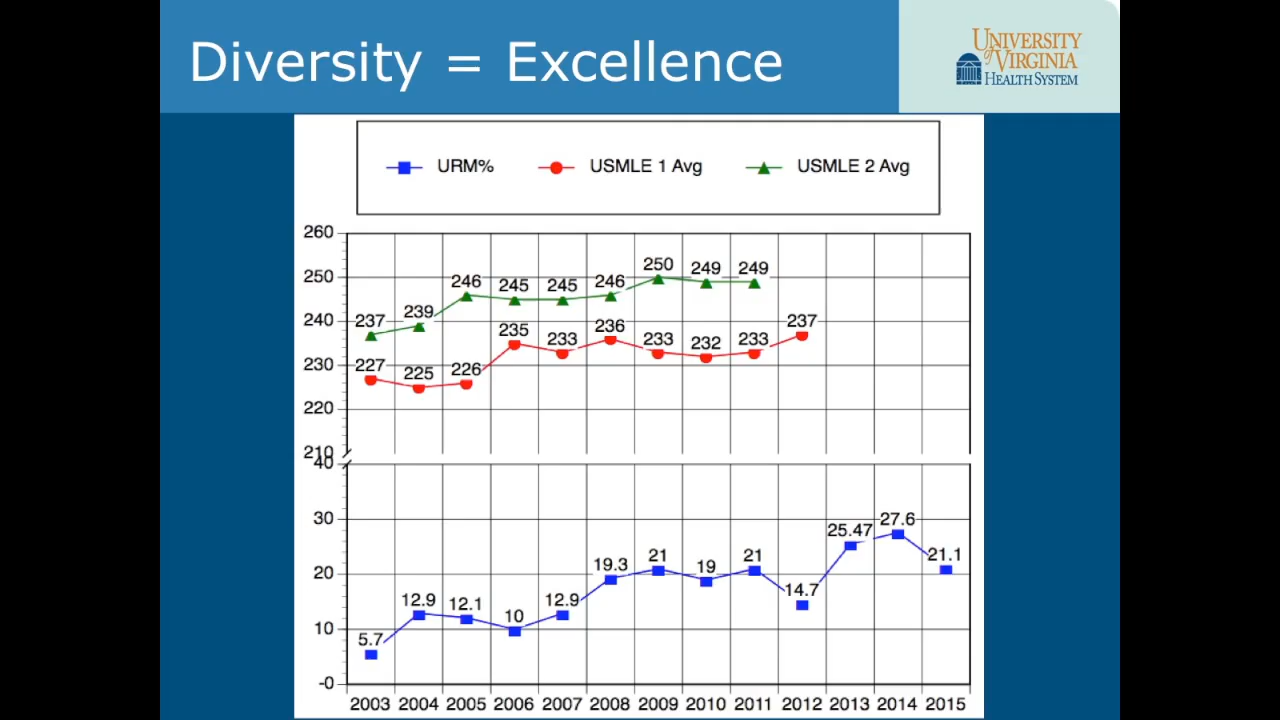 Diversity = Excellence
UNIVERSITY
of VIRGINIA
HEALTH SYSTEM
URM% USMLE 1 Avg USMLE 2 Avg
260
250
240
230
220
210
237 239 246 245 245 246 250 249 249
227 225 226 235 233 236 233 232 233 237
40
30
20
10
-0
5.7 12.9 12.1 10 12.9 19.3 21 19 21 14.7 25.47 27.6 21.1
2003 2004 2005 2006 2007 2008 2009 2010 2011 2012 2013 2014 2015